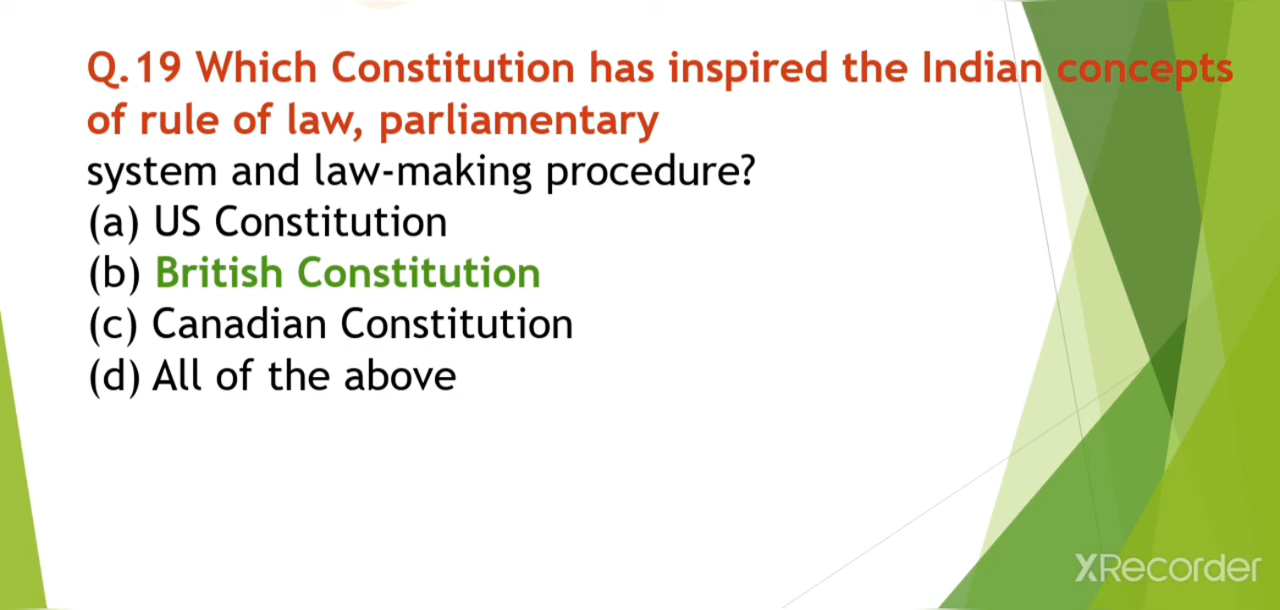 Q.19 Which Constitution has inspired the Indian concepts
of rule of law, parliamentary
system and law-making procedure?
(a) US Constitution
(b) British Constitution
(c) Canadian Constitution
(d) All of the above
XRecorder